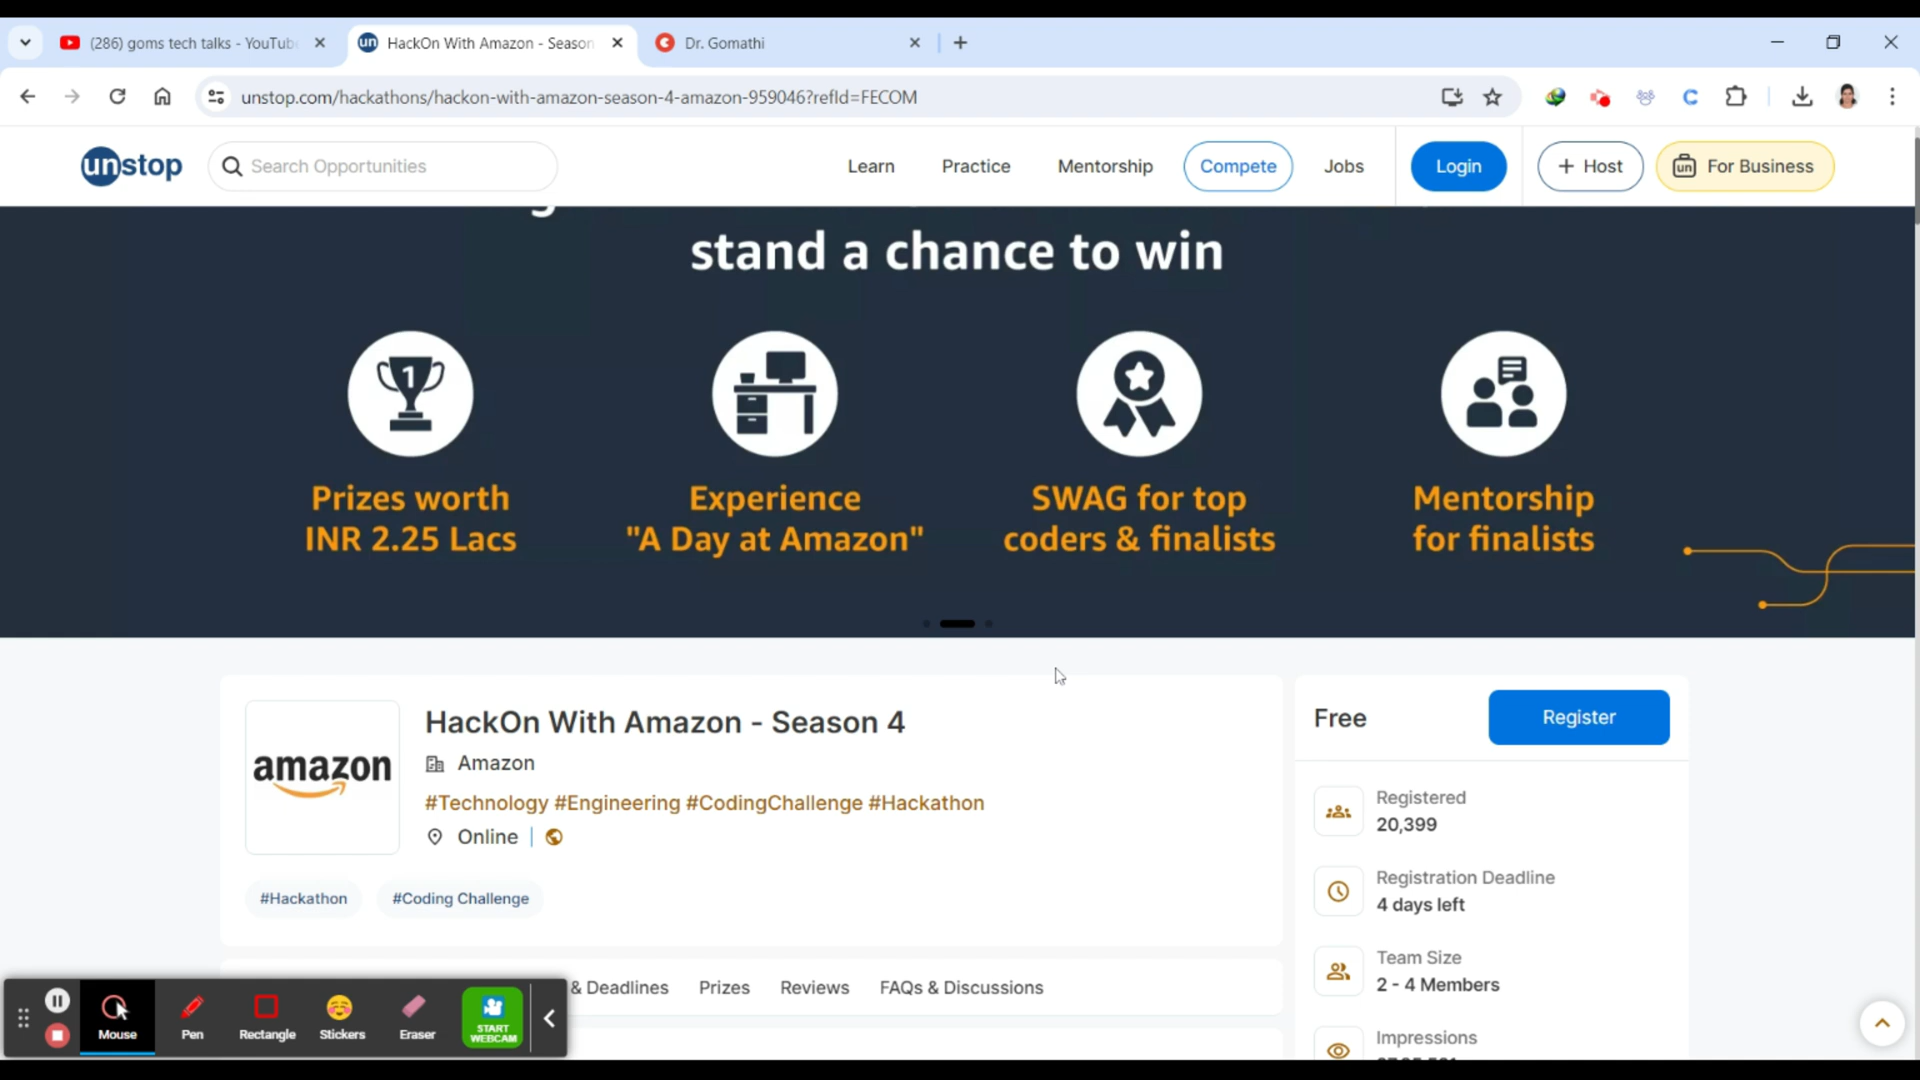 (286) goms tech talks - YouTub
HackOn With Amazon - Season
Dr. Gomathi
unstop.com/hackathons/hackon-with-amazon-season-4-amazon-959046?refId=FECOM
unstop
Search Opportunities
Learn
Practice
Mentorship
Compete
Jobs
Login
+ Host
un
For Business
stand a chance to win
1
Prizes worth
INR 2.25 Lacs
Experience
"A Day at Amazon"
SWAG for top
coders & finalists
Mentorship
for finalists
amazon
HackOn With Amazon - Season 4
Amazon
#Technology #Engineering #CodingChallenge #Hackathon
Online
#Hackathon
#Coding Challenge
Free
Register
Registered
20,399
Registration Deadline
4 days left
Team Size
2 - 4 Members
Impressions
& Deadlines
Prizes
Reviews
FAQs & Discussions
Mouse
Pen
Rectangle
Stickers
Eraser
START
WEBCAM